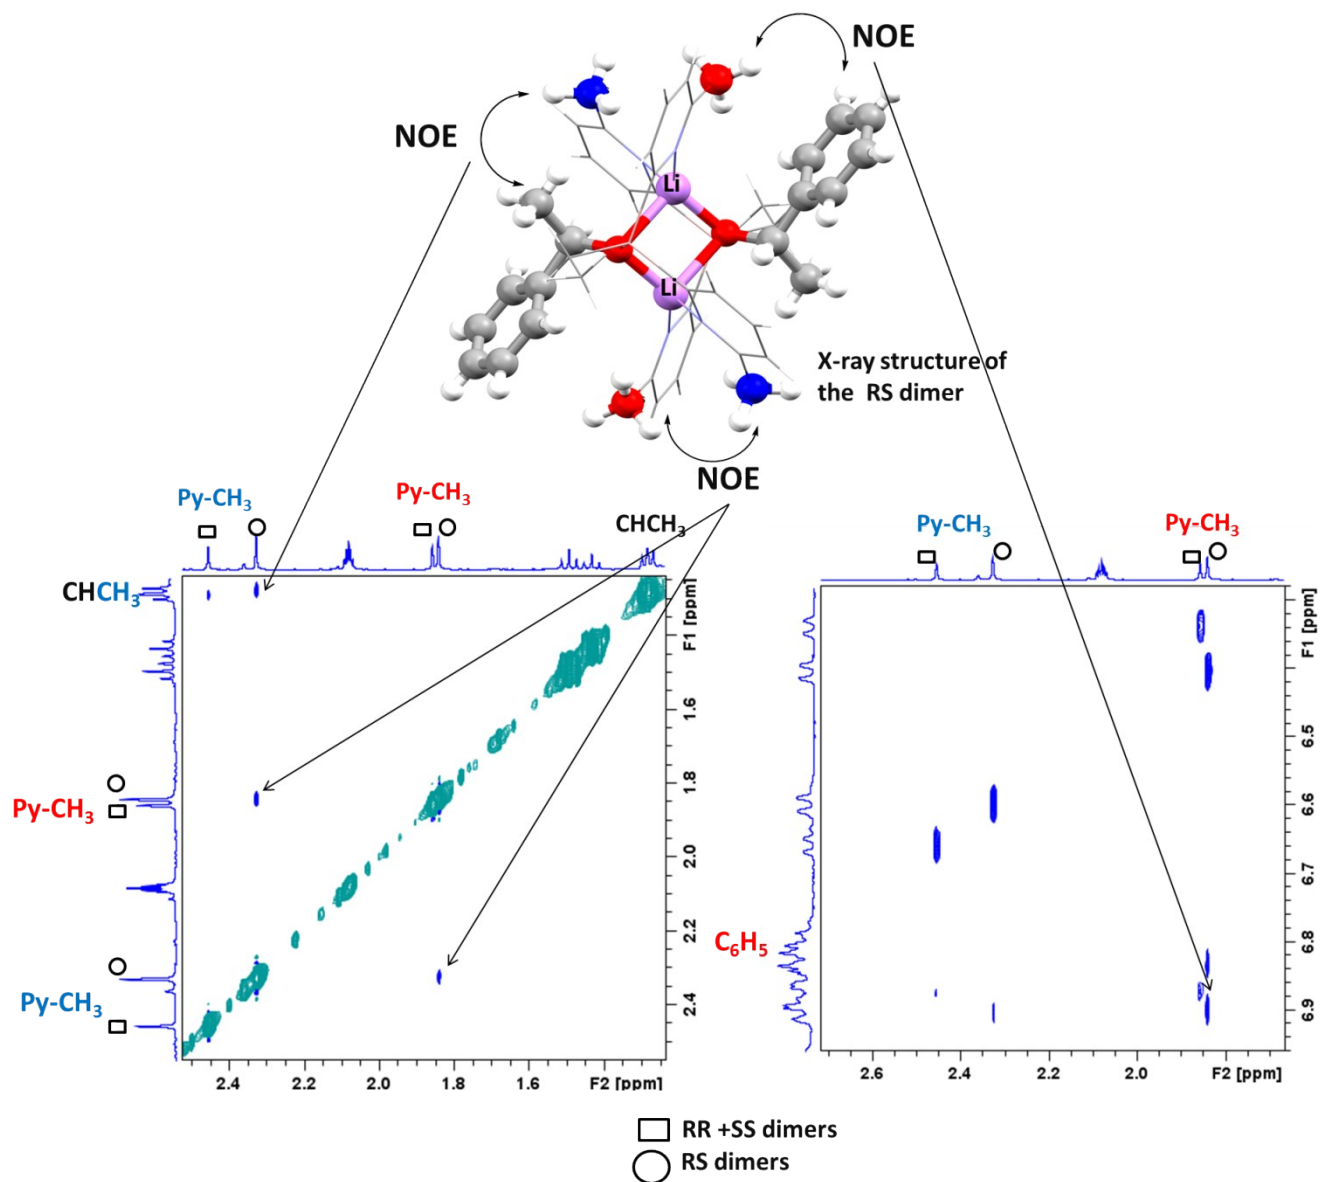 NOE
NOE
Li
Li
X-ray structure of
the RS dimer
NOE
Py-CH₃
Py-CH₃
CHCH₃
Py-CH₃
Py-CH₃
CHCH₃
Py-CH₃
Py-CH₃
F1 [ppm]
1.6
1.8
2.0
2.2
2.4
2.4
2.2
2.0
1.8
1.6
F2 [ppm]
C₆H₅
F1 [ppm]
6.5
6.6
6.7
6.8
6.9
2.6
2.4
2.2
2.0
F2 [ppm]
RR +SS dimers
RS dimers